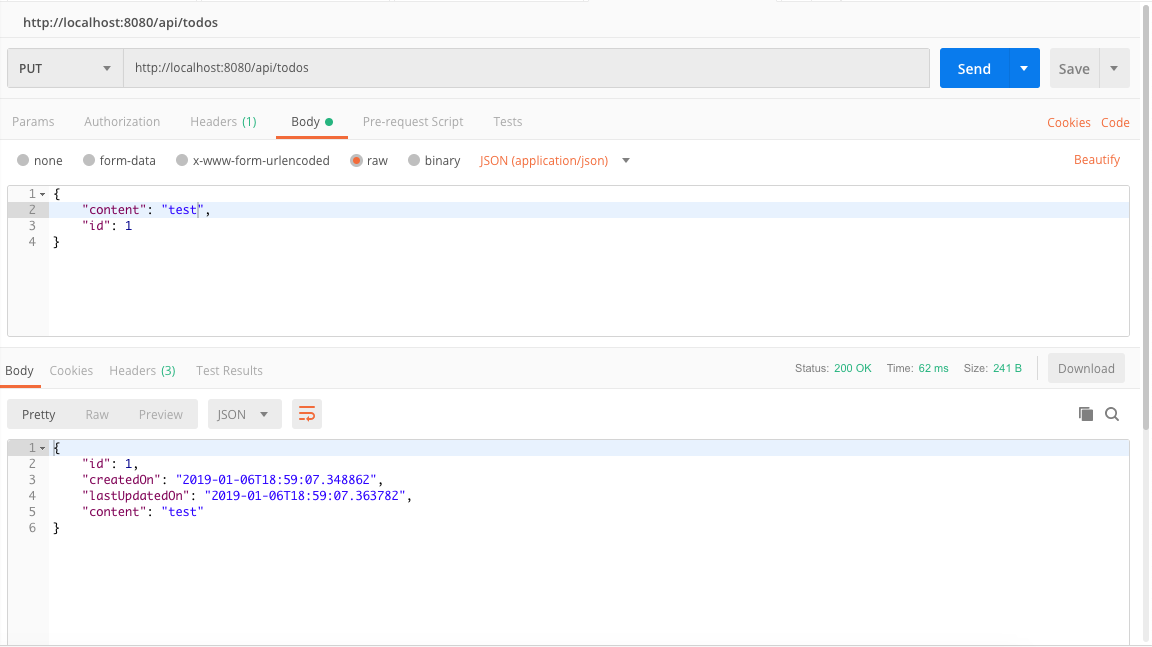 http://localhost:8080/api/todos
PUT http://localhost:8080/api/todos Send Save
Params Authorization Headers (1) Body Pre-request Script Tests Cookies Code
none form-data x-www-form-urlencoded raw binary JSON (application/json) Beautify
1 {
2 "content": "test",
3 "id": 1
4 }
Body Cookies Headers (3) Test Results Status: 200 OK Time: 62 ms Size: 241 B Download
Pretty Raw Preview JSON
1 {
2 "id": 1,
3 "createdOn": "2019-01-06T18:59:07.348862",
4 "lastUpdatedOn": "2019-01-06T18:59:07.363782",
5 "content": "test"
6 }